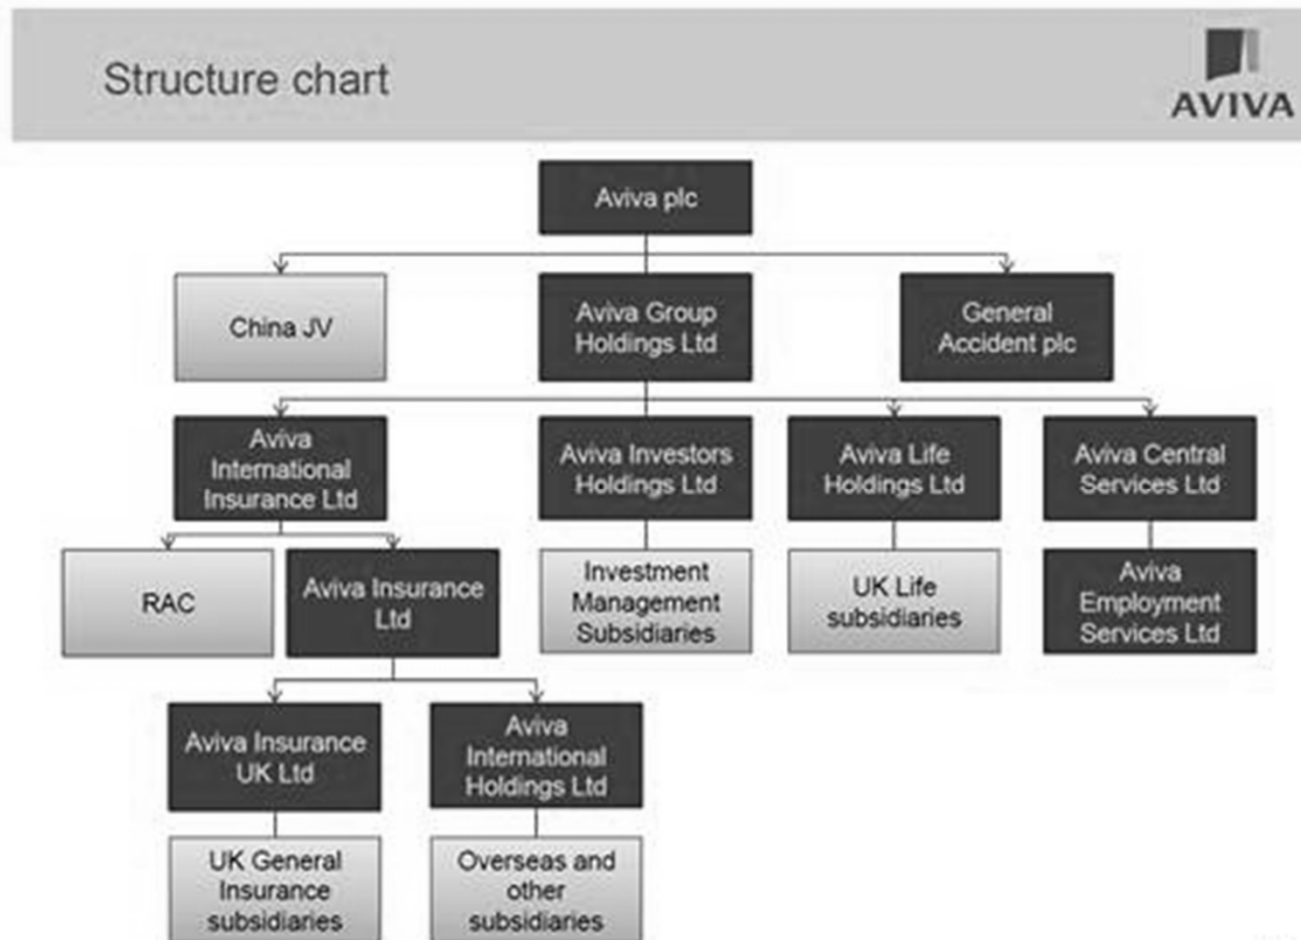 Structure chart
AVIVA
Aviva plc
China JV
Aviva Group
Holdings Ltd
General
Accident plc
Aviva
International
Insurance Ltd
Aviva Investors
Holdings Ltd
Aviva Life
Holdings Ltd
Aviva Central
Services Ltd
RAC
Aviva Insurance
Ltd
Investment
Management
Subsidiaries
UK Life
subsidiaries
Aviva
Employment
Services Ltd
Aviva Insurance
UK Ltd
Aviva
International
Holdings Ltd
UK General
Insurance
subsidiaries
Overseas and
other
subsidiaries